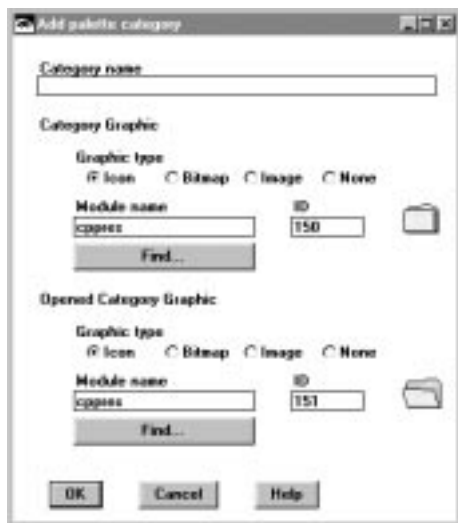 Add palette category
Category name
Category Graphic
Graphic type
Icon Bitmap Image None
Module name ID
cppres 150
Find...
Opened Category Graphic
Graphic type
Icon Bitmap Image None
Module name ID
cppres 151
Find...
OK Cancel Help